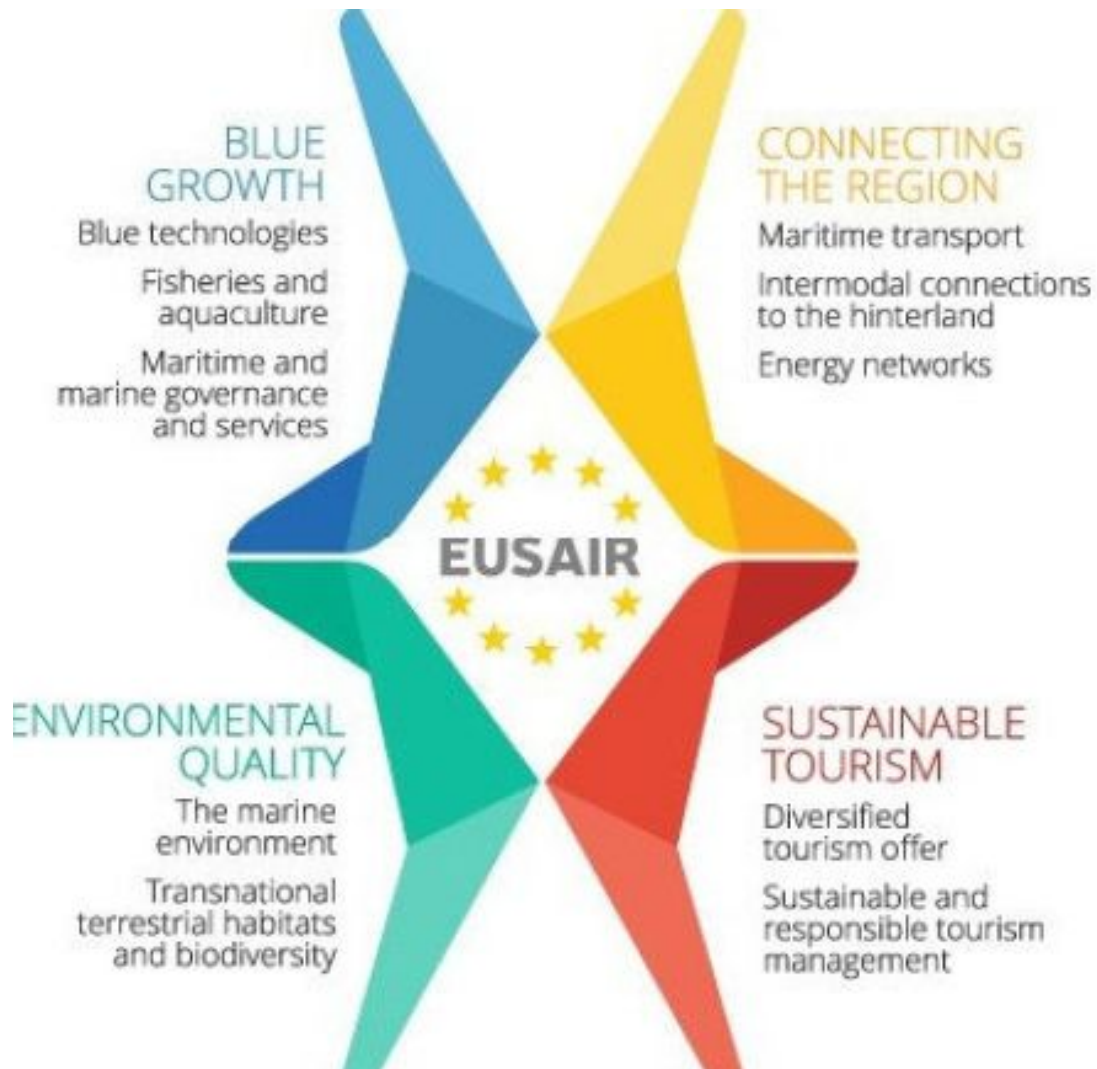 BLUE
GROWTH
Blue technologies
Fisheries and
aquaculture
Maritime and
marine governance
and services
CONNECTING
THE REGION
Maritime transport
Intermodal connections
to the hinterland
Energy networks
EUSAIR
ENVIRONMENTAL
QUALITY
The marine
environment
Transnational
terrestrial habitats
and biodiversity
SUSTAINABLE
TOURISM
Diversified
tourism offer
Sustainable and
responsible tourism
management